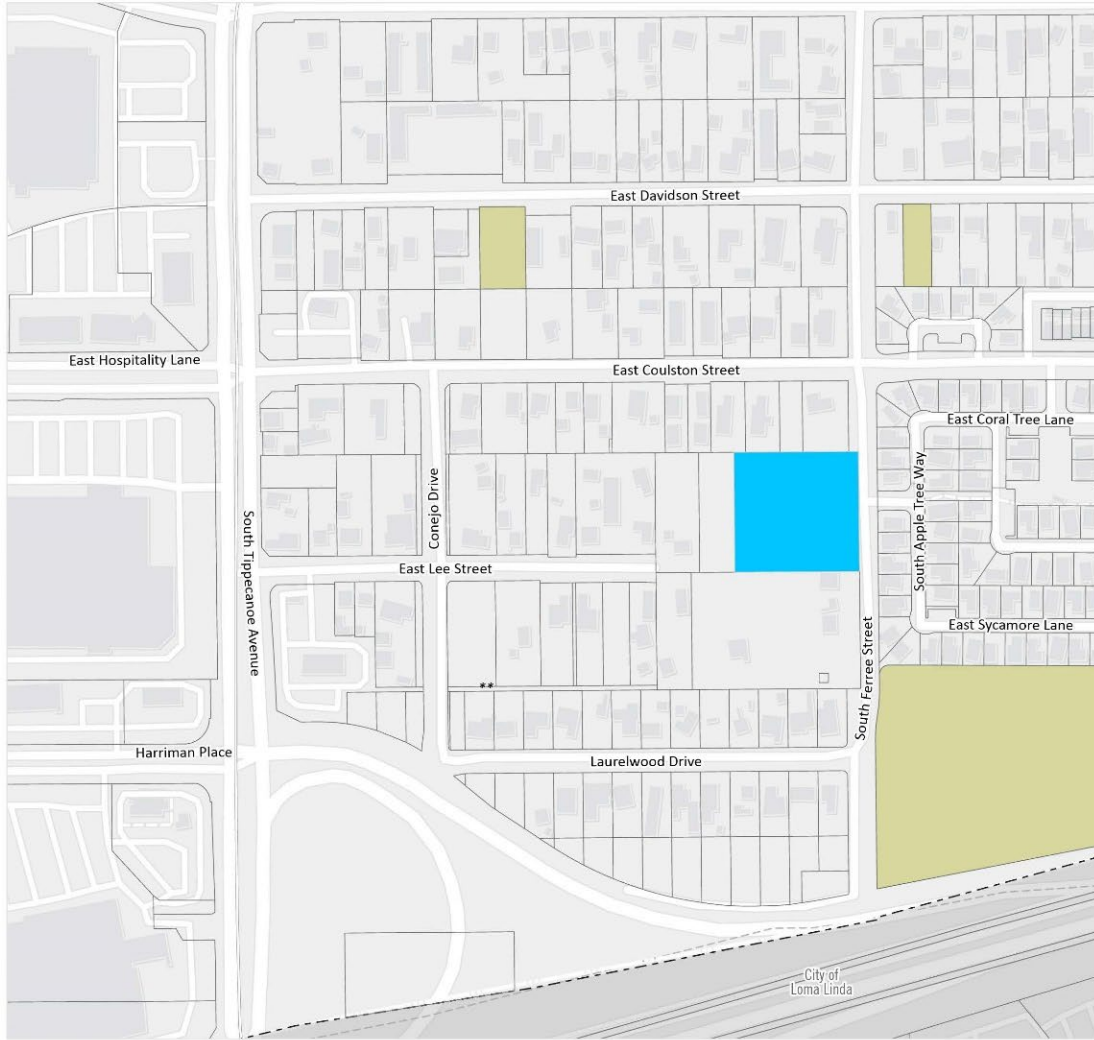 East Davidson Street
East Hospitality Lane
East Coulston Street
East Coral Tree Lane
South Apple Tree Way
Conejo Drive
South Tippecanoe Avenue
East Lee Street
East Sycamore Lane
South Ferree Street
**
Harriman Place
Laurelwood Drive
City of
Loma Linda